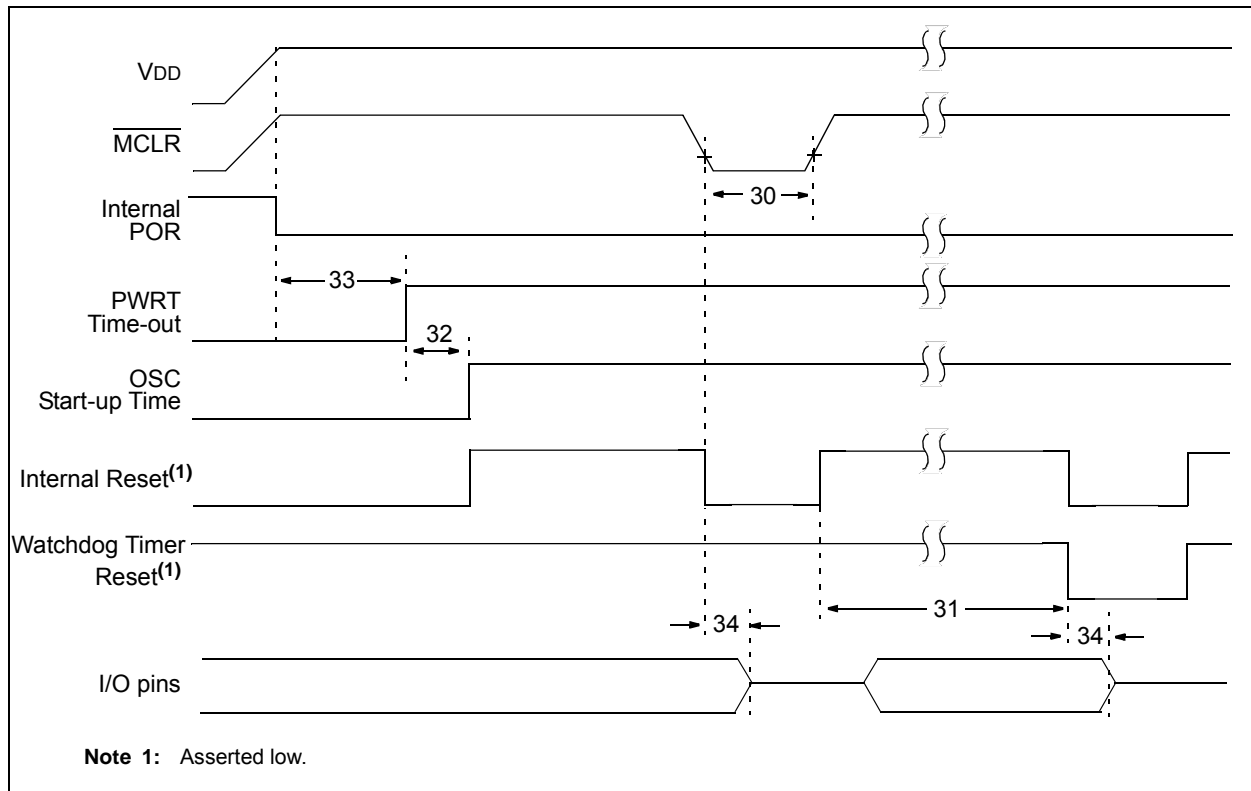 VDD
MCLR
30
Internal
POR
33
PWRT
Time-out
32
OSC
Start-up Time
Internal Reset(1)
Watchdog Timer
Reset(1)
31
34
34
I/O pins
Note 1: Asserted low.